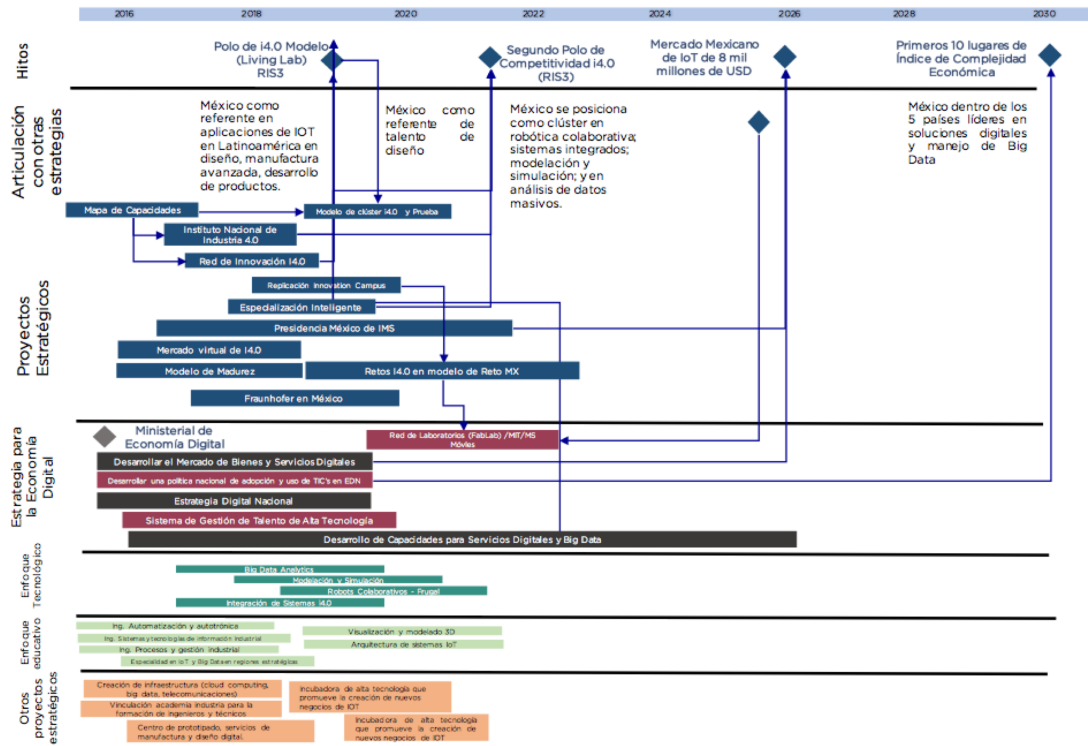 2016 2018 2020 2022 2024 2026 2028 2030
Hitos
Polo de i4.0 Modelo
(Living Lab)
RIS3
Segundo Polo de
Competitividad i4.0
(RIS3)
Mercado Mexicano
de IoT de 8 mil
millones de USD
Primeros 10 lugares de
Índice de Complejidad
Económica
Articulación
con otras
estrategias
México como
referente en
aplicaciones de IOT
en Latinoamérica en
diseño, manufactura
avanzada, desarrollo
de productos.
México como
referente de
talento de
diseño
México se posiciona
como clúster en
robótica colaborativa;
sistemas integrados;
modelación y
simulación; y en
análisis de datos
masivos.
México dentro de los
5 países líderes en
soluciones digitales
y manejo de Big
Data
Mapa de Capacidades
Modelo de clúster i4.0 y Prueba
Instituto Nacional de
Industria 4.0
Red de Innovación I4.0
Proyectos
Estratégicos
Replicación Innovation Campus
Especialización Inteligente
Presidencia México de IMS
Mercado virtual de I4.0
Modelo de Madurez
Retos I4.0 en modelo de Reto MX
Fraunhofer en México
Estrategia para
la Economía
Digital
Ministerial de
Economía Digital
Red de Laboratorios (FabLab) /MIT/MS
Móviles
Desarrollar el Mercado de Bienes y Servicios Digitales
Desarrollar una política nacional de adopción y uso de TIC's en EDN
Estrategia Digital Nacional
Sistema de Gestión de Talento de Alta Tecnología
Desarrollo de Capacidades para Servicios Digitales y Big Data
Enfoque
Tecnológico
Big Data Analytics
Modelación y Simulación
Robots Colaborativos - Frugal
Integración de Sistemas I4.0
Enfoque
educativo
Ing. Automatización y autotrónica
Ing. Sistemas y tecnologías de información industrial
Ing. Procesos y gestión industrial
Especialidad en IoT y Big Data en regiones estratégicas
Visualización y modelado 3D
Arquitectura de sistemas IoT
Otros
proyectos
estratégicos
Creación de infraestructura (cloud computing,
big data, telecomunicaciones)
Vinculación academia industria para la
formación de ingenieros y técnicos
Centro de prototipado, servicios de
manufactura y diseño digital.
Incubadora de alta tecnología que
promueve la creación de nuevos
negocios de IOT
Incubadora de alta tecnología
que promueve la creación de
nuevos negocios de IOT